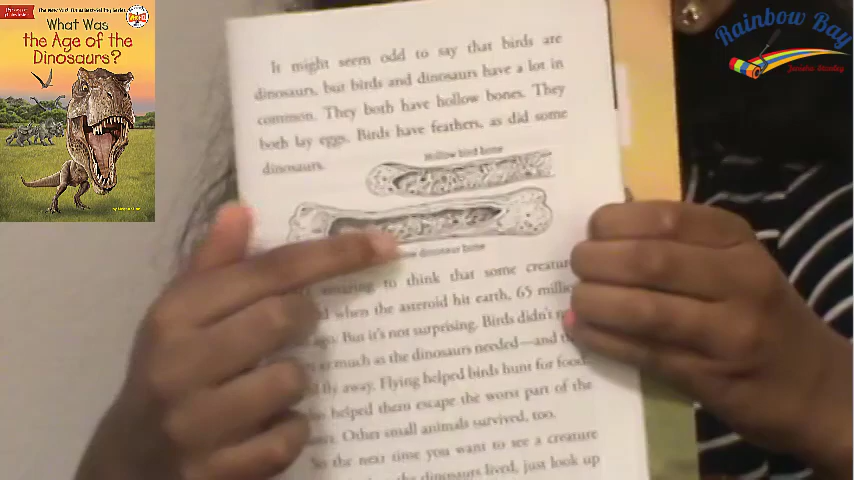 What Was
the Age of the
Dinosaurs?
Rainbow Bay
It might seem odd to say that birds are
dinosaurs, but birds and dinosaurs have a lot in
common. They both have hollow bones. They
both lay eggs. Birds have feathers, as did some
dinosaurs.
Hollow bird bone
dinosaur bone
amazing to think that some
when the asteroid hit earth, 65
But it's not surprising. Birds didn't
much as the dinosaurs needed—and
fly away. Flying helped birds hunt for food.
helped them escape the worst part of the
Other small animals survived, too.
So the next time you want to see a creature
the dinosaurs lived, just look up